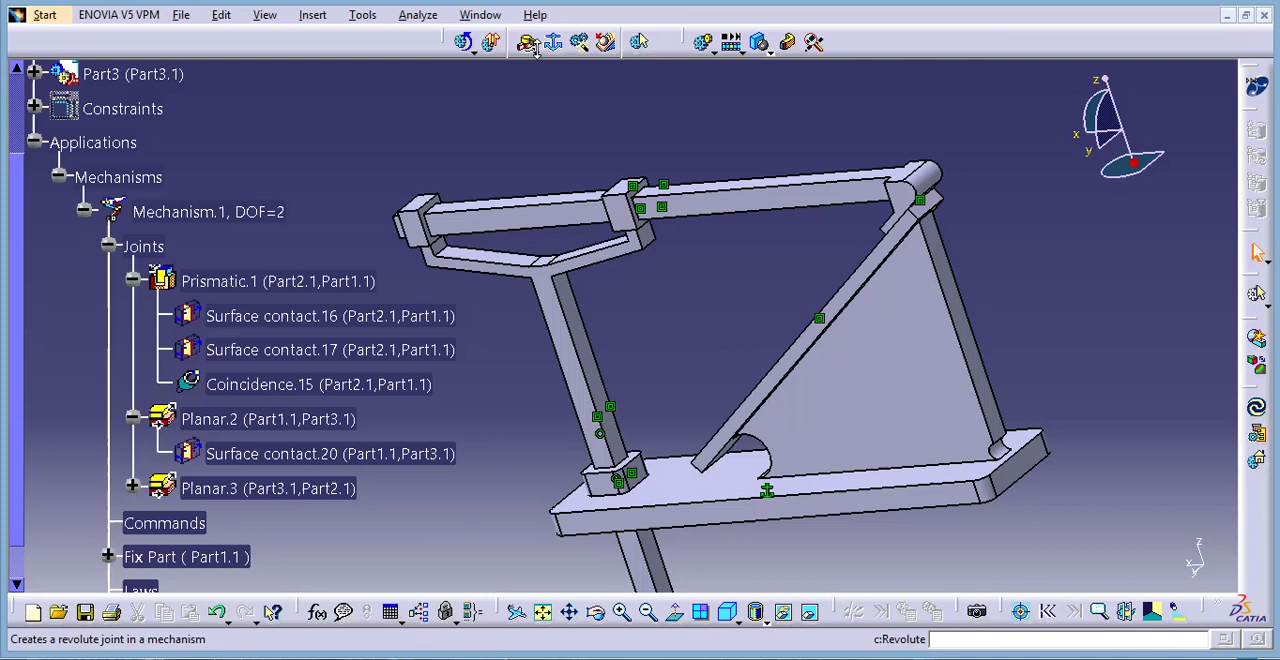 Start ENOVIA V5 VPM File Edit View Insert Tools Analyze Window Help
Part3 (Part3.1)
Constraints
Applications
Mechanisms
Mechanism.1, DOF=2
Joints
Prismatic.1 (Part2.1,Part1.1)
Surface contact.16 (Part2.1,Part1.1)
Surface contact.17 (Part2.1,Part1.1)
Coincidence.15 (Part2.1,Part1.1)
Planar.2 (Part1.1,Part3.1)
Surface contact.20 (Part1.1,Part3.1)
Planar.3 (Part3.1,Part2.1)
Commands
Fix Part ( Part1.1 )
Laws
z
x
y
z
x
y
f(x)
CATIA
Creates a revolute joint in a mechanism
c:Revolute